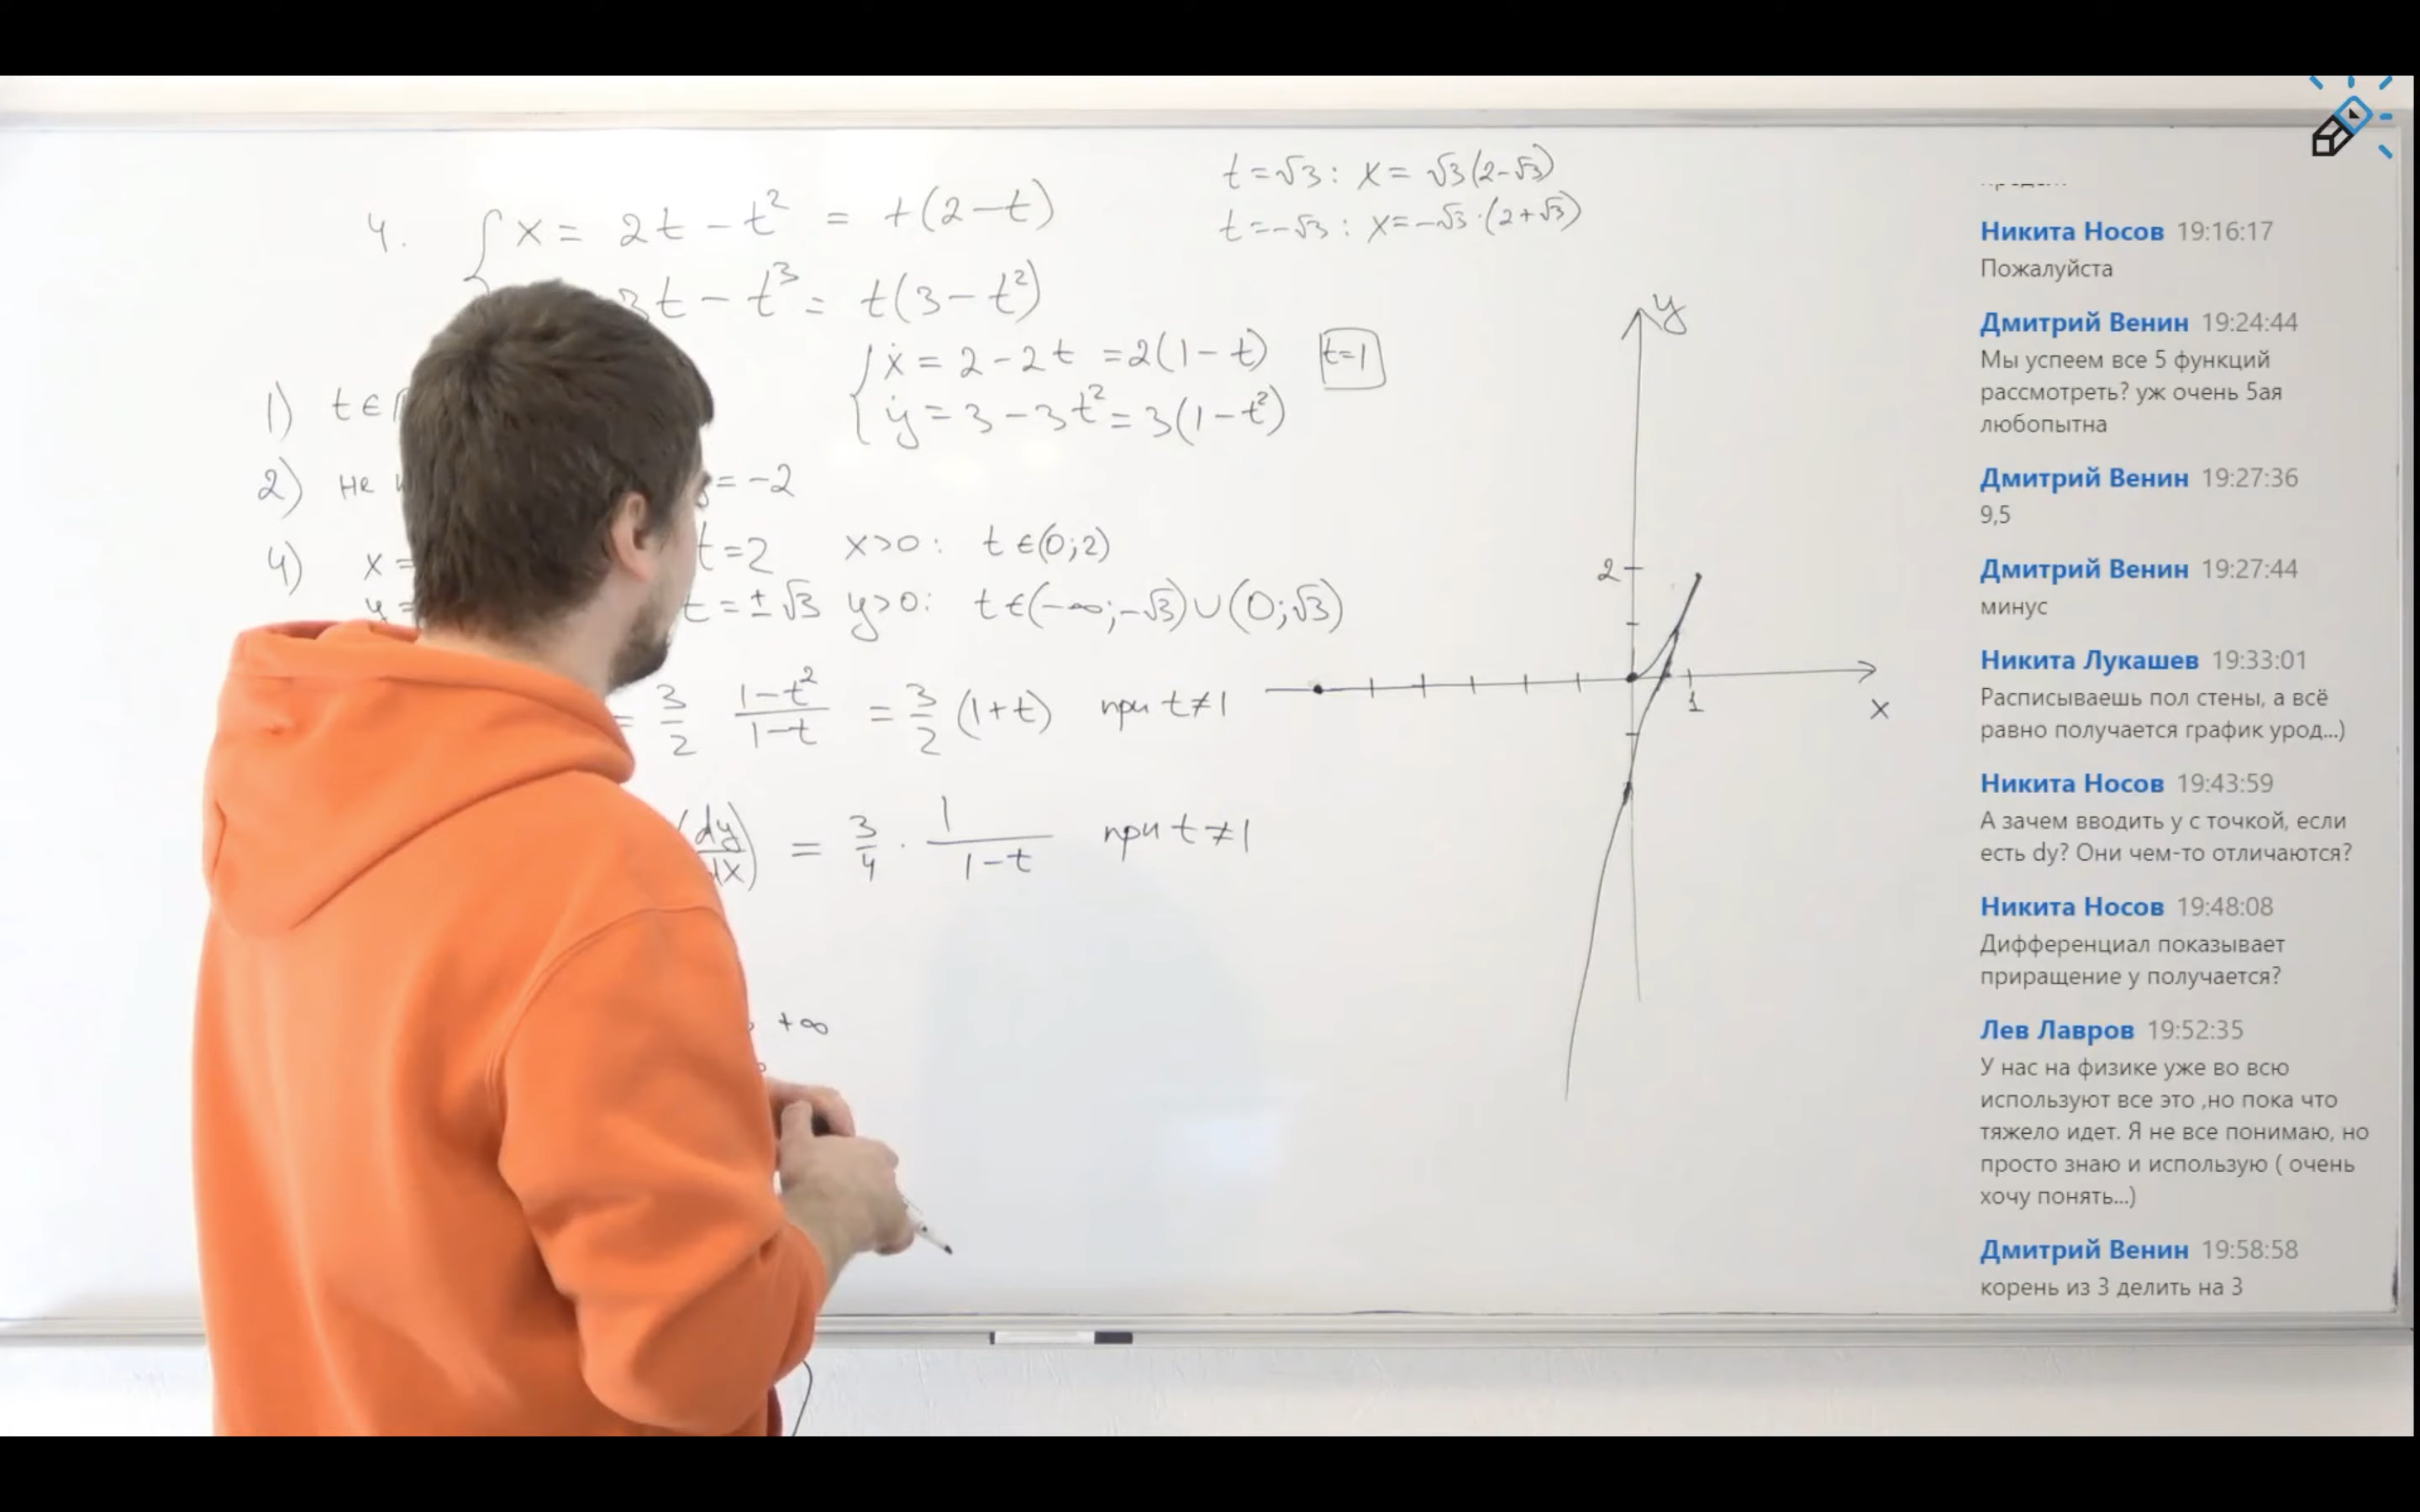 t=√3: x= √3(2-√3)
t=-√3: x=-√3·(2+√3)
4. { x = 2t - t² = t(2-t)
3t - t³ = t(3-t²)
{ ẋ = 2-2t =2(1-t) t=1
ẏ = 3-3t² = 3(1-t²)
1) t∈
2) не = -2
4) x = t=2 x>0: t∈(0;2)
y = t=±√3 y>0: t∈(-∞;-√3)∪(0;√3)
= 3/2 (1-t²)/(1-t) = 3/2 (1+t) при t≠1
(dy/dx) = 3/4 · 1/(1-t) при t≠1
+∞
y
2
1
x
Никита Носов 19:16:17
Пожалуйста
Дмитрий Венин 19:24:44
Мы успеем все 5 функций
рассмотреть? уж очень 5ая
любопытна
Дмитрий Венин 19:27:36
9,5
Дмитрий Венин 19:27:44
минус
Никита Лукашев 19:33:01
Расписываешь пол стены, а всё
равно получается график урод...)
Никита Носов 19:43:59
А зачем вводить у с точкой, если
есть dy? Они чем-то отличаются?
Никита Носов 19:48:08
Дифференциал показывает
приращение у получается?
Лев Лавров 19:52:35
У нас на физике уже во всю
используют все это ,но пока что
тяжело идет. Я не все понимаю, но
просто знаю и использую ( очень
хочу понять...)
Дмитрий Венин 19:58:58
корень из 3 делить на 3